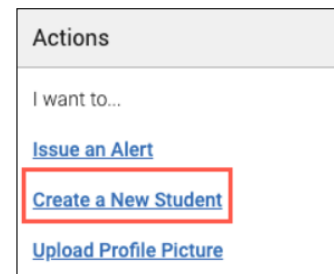 Actions
I want to...
Issue an Alert
Create a New Student
Upload Profile Picture